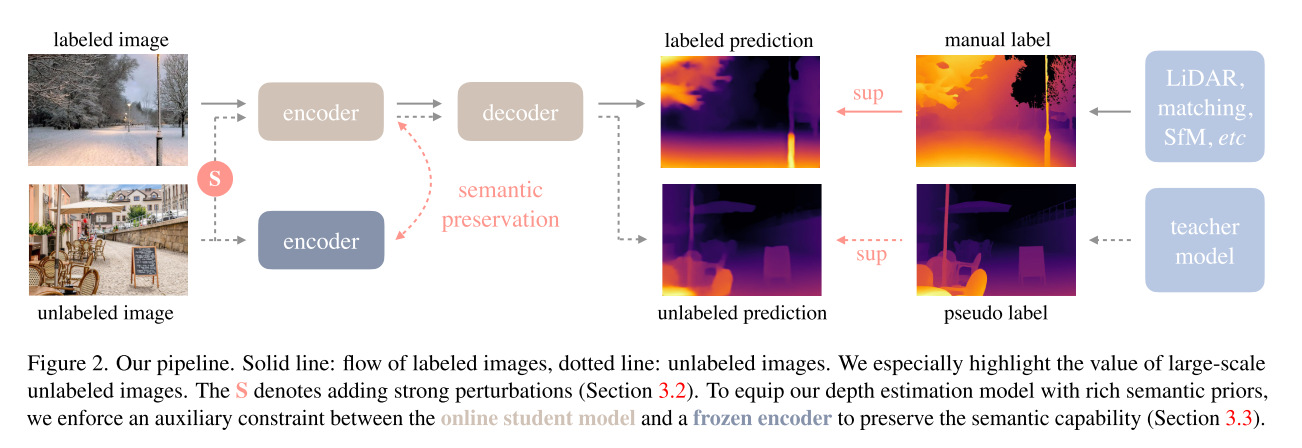 labeled image
labeled prediction
manual label
encoder
decoder
sup
LiDAR,
matching,
SfM, etc
S
semantic
preservation
encoder
sup
teacher
model
unlabeled image
unlabeled prediction
pseudo label
Figure 2. Our pipeline. Solid line: flow of labeled images, dotted line: unlabeled images. We especially highlight the value of large-scale
unlabeled images. The S denotes adding strong perturbations (Section 3.2). To equip our depth estimation model with rich semantic priors,
we enforce an auxiliary constraint between the online student model and a frozen encoder to preserve the semantic capability (Section 3.3).